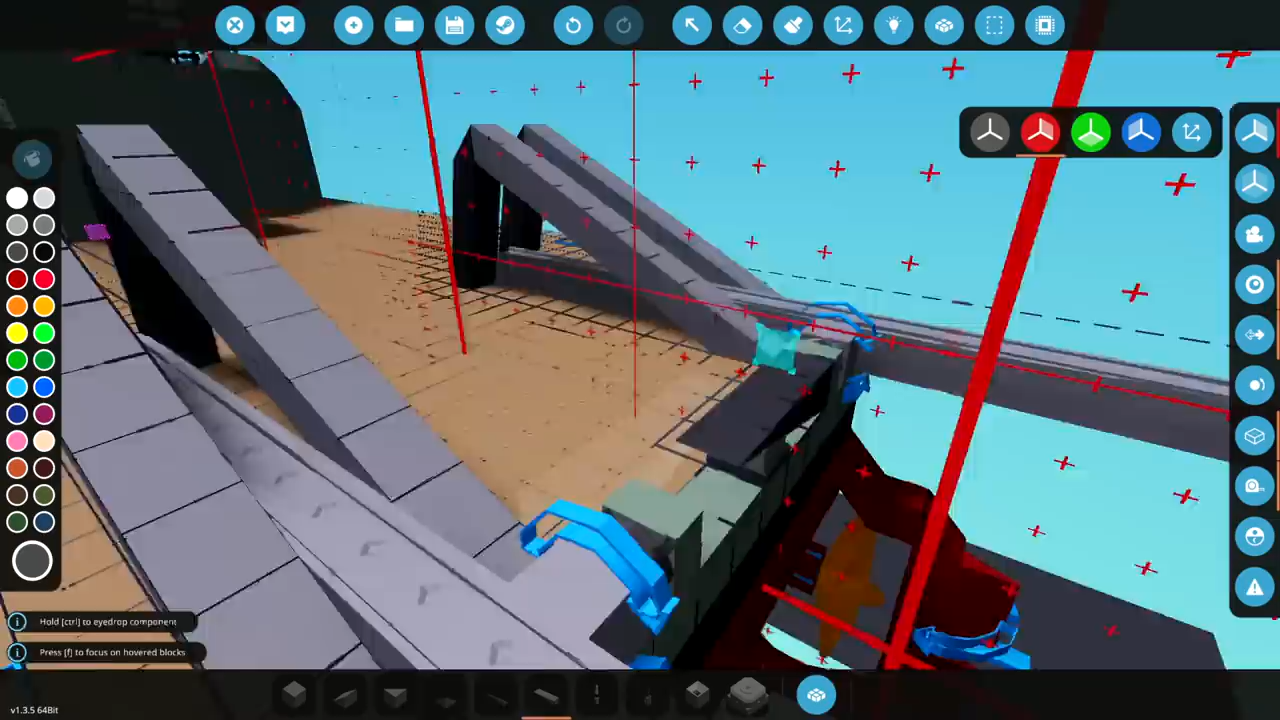 Hold [ctrl] to eyedrop component
Press [f] to focus on hovered blocks
v1.3.5 64Bit